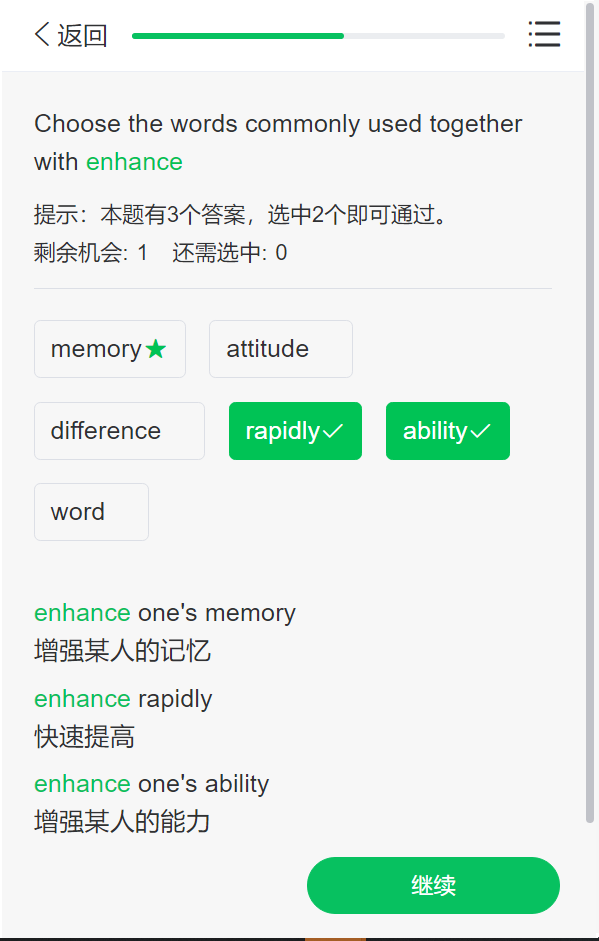 返回
Choose the words commonly used together
with enhance
提示：本题有3个答案，选中2个即可通过。
剩余机会: 1 还需选中: 0
memory attitude
difference rapidly ability
word
enhance one's memory
增强某人的记忆
enhance rapidly
快速提高
enhance one's ability
增强某人的能力
继续